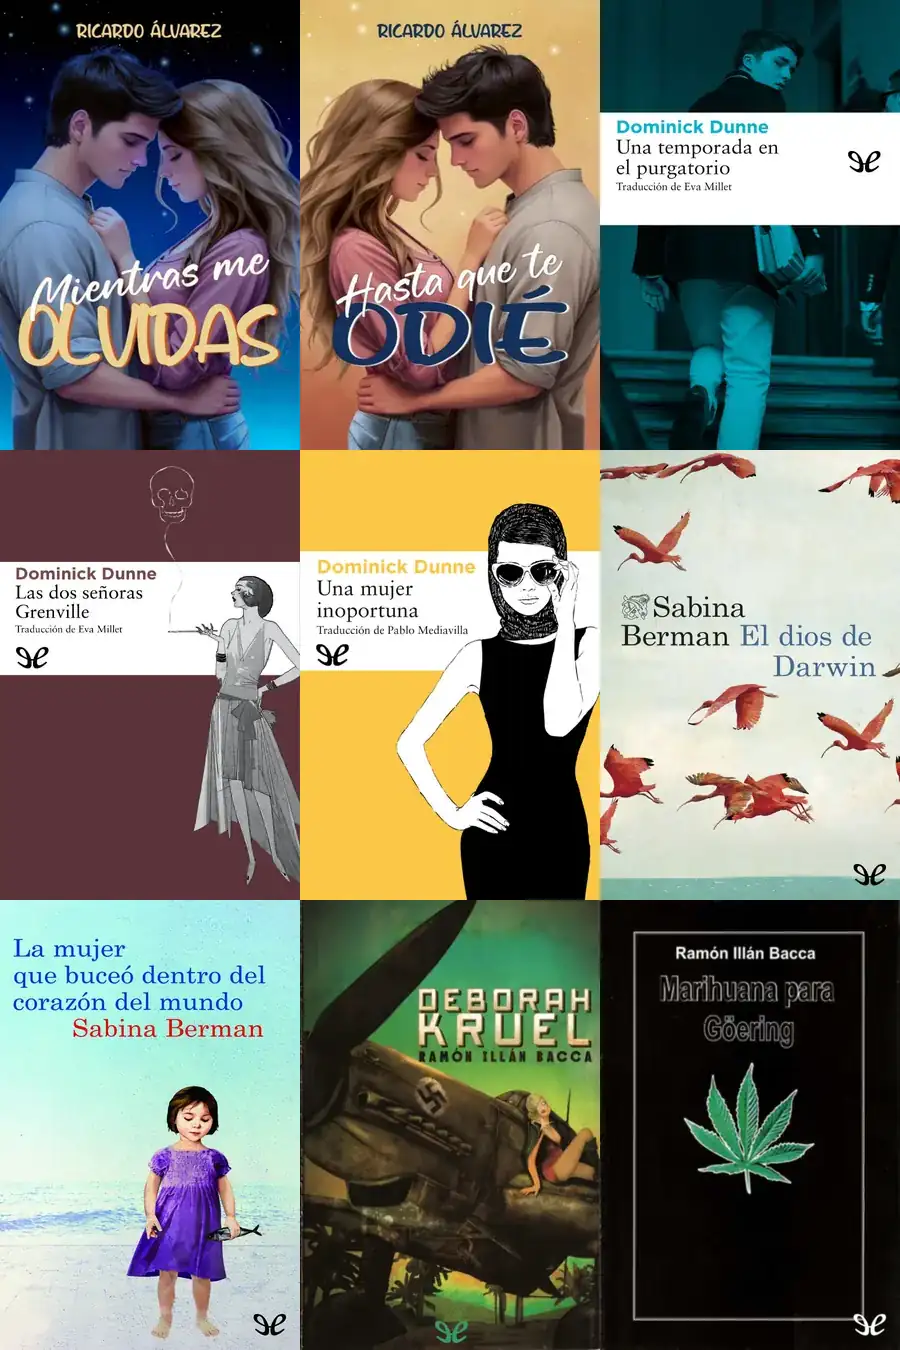 RICARDO ÁLVAREZ
Mientras me
OLVIDAS
RICARDO ÁLVAREZ
Hasta que te
ODIÉ
Dominick Dunne
Una temporada en
el purgatorio
Traducción de Eva Millet
Dominick Dunne
Las dos señoras
Grenville
Traducción de Eva Millet
Dominick Dunne
Una mujer
inoportuna
Traducción de Pablo Mediavilla
Sabina
Berman El dios de
Darwin
La mujer
que buceó dentro del
corazón del mundo
Sabina Berman
DEBORAH
KRUEL
RAMÓN ILLÁN BACCA
Ramón Illán Bacca
Marihuana para
Göering